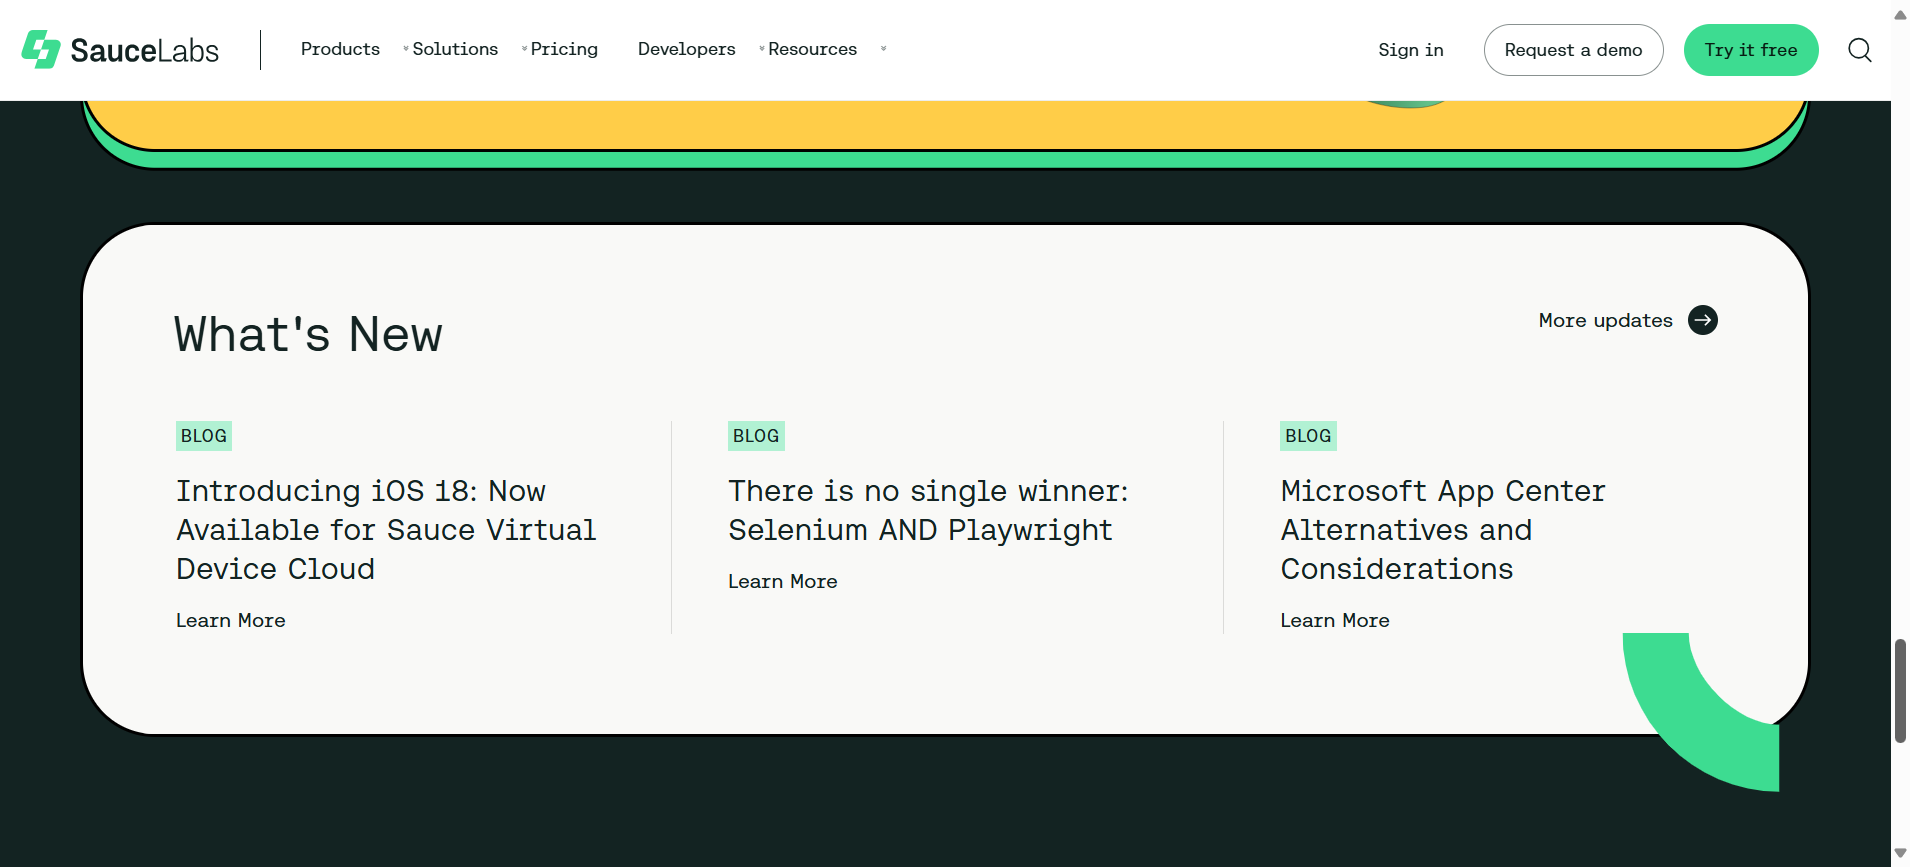 SauceLabs Products Solutions Pricing Developers Resources Sign in Request a demo Try it free
What's New
More updates
BLOG
Introducing iOS 18: Now
Available for Sauce Virtual
Device Cloud
Learn More
BLOG
There is no single winner:
Selenium AND Playwright
Learn More
BLOG
Microsoft App Center
Alternatives and
Considerations
Learn More